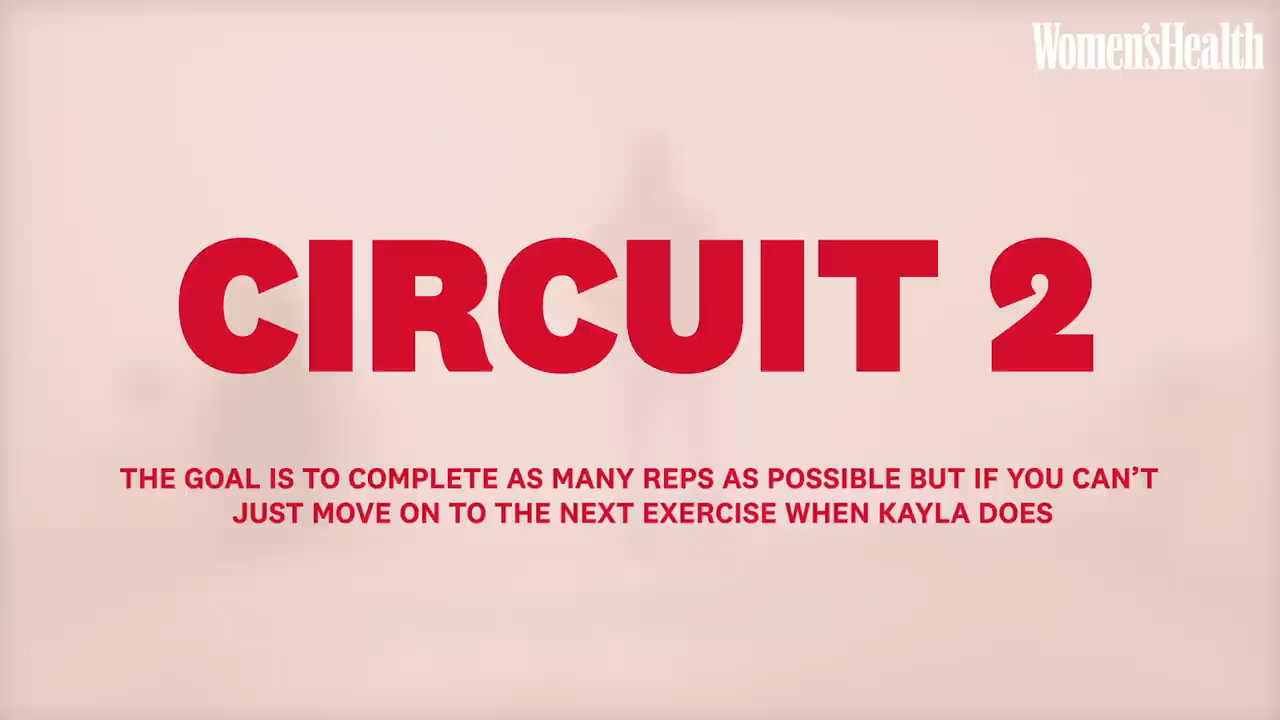 Women'sHealth
CIRCUIT 2
THE GOAL IS TO COMPLETE AS MANY REPS AS POSSIBLE BUT IF YOU CAN’T
JUST MOVE ON TO THE NEXT EXERCISE WHEN KAYLA DOES